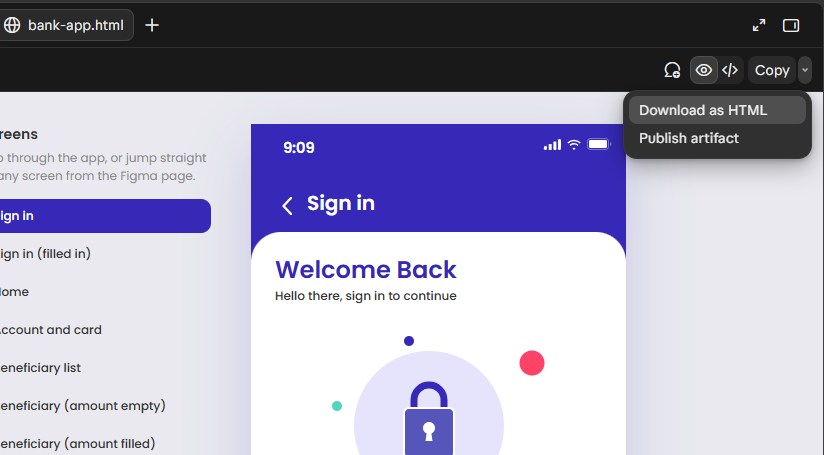 bank-app.html
Copy
Download as HTML
Publish artifact
reens
through the app, or jump straight
any screen from the Figma page.
ign in
ign in (filled in)
ome
ccount and card
eneficiary list
eneficiary (amount empty)
eneficiary (amount filled)
9:09
Sign in
Welcome Back
Hello there, sign in to continue